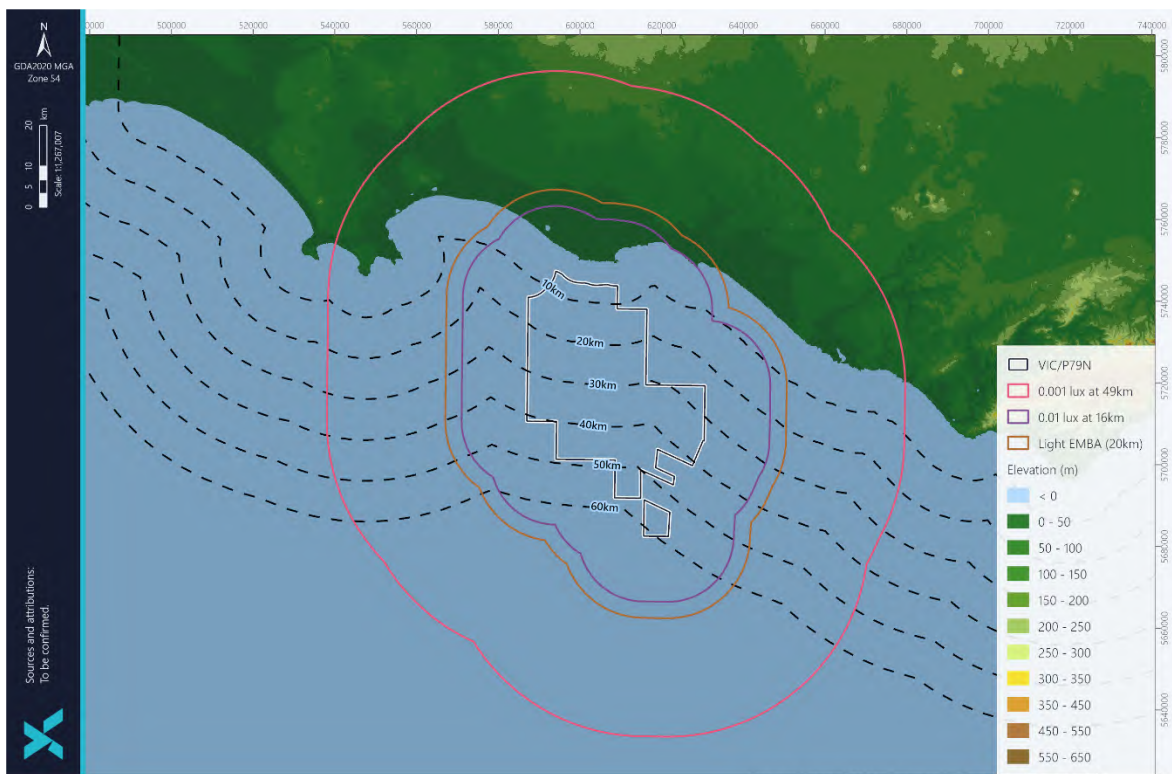 N
GDA2020 MGA
Zone 54
0 5 10 20
km
Scale: 1:1,267,007
Sources and attributions:
To be confirmed.
500000 520000 540000 560000 580000 600000 620000 640000 660000 680000 700000 720000 740000
5800000
5780000
5760000
5740000
5720000
5700000
5680000
5660000
5640000
10km
20km
30km
40km
50km
60km
VIC/P79N
0.001 lux at 49km
0.01 lux at 16km
Light EMBA (20km)
Elevation (m)
< 0
0 - 50
50 - 100
100 - 150
150 - 200
200 - 250
250 - 300
300 - 350
350 - 450
450 - 550
550 - 650